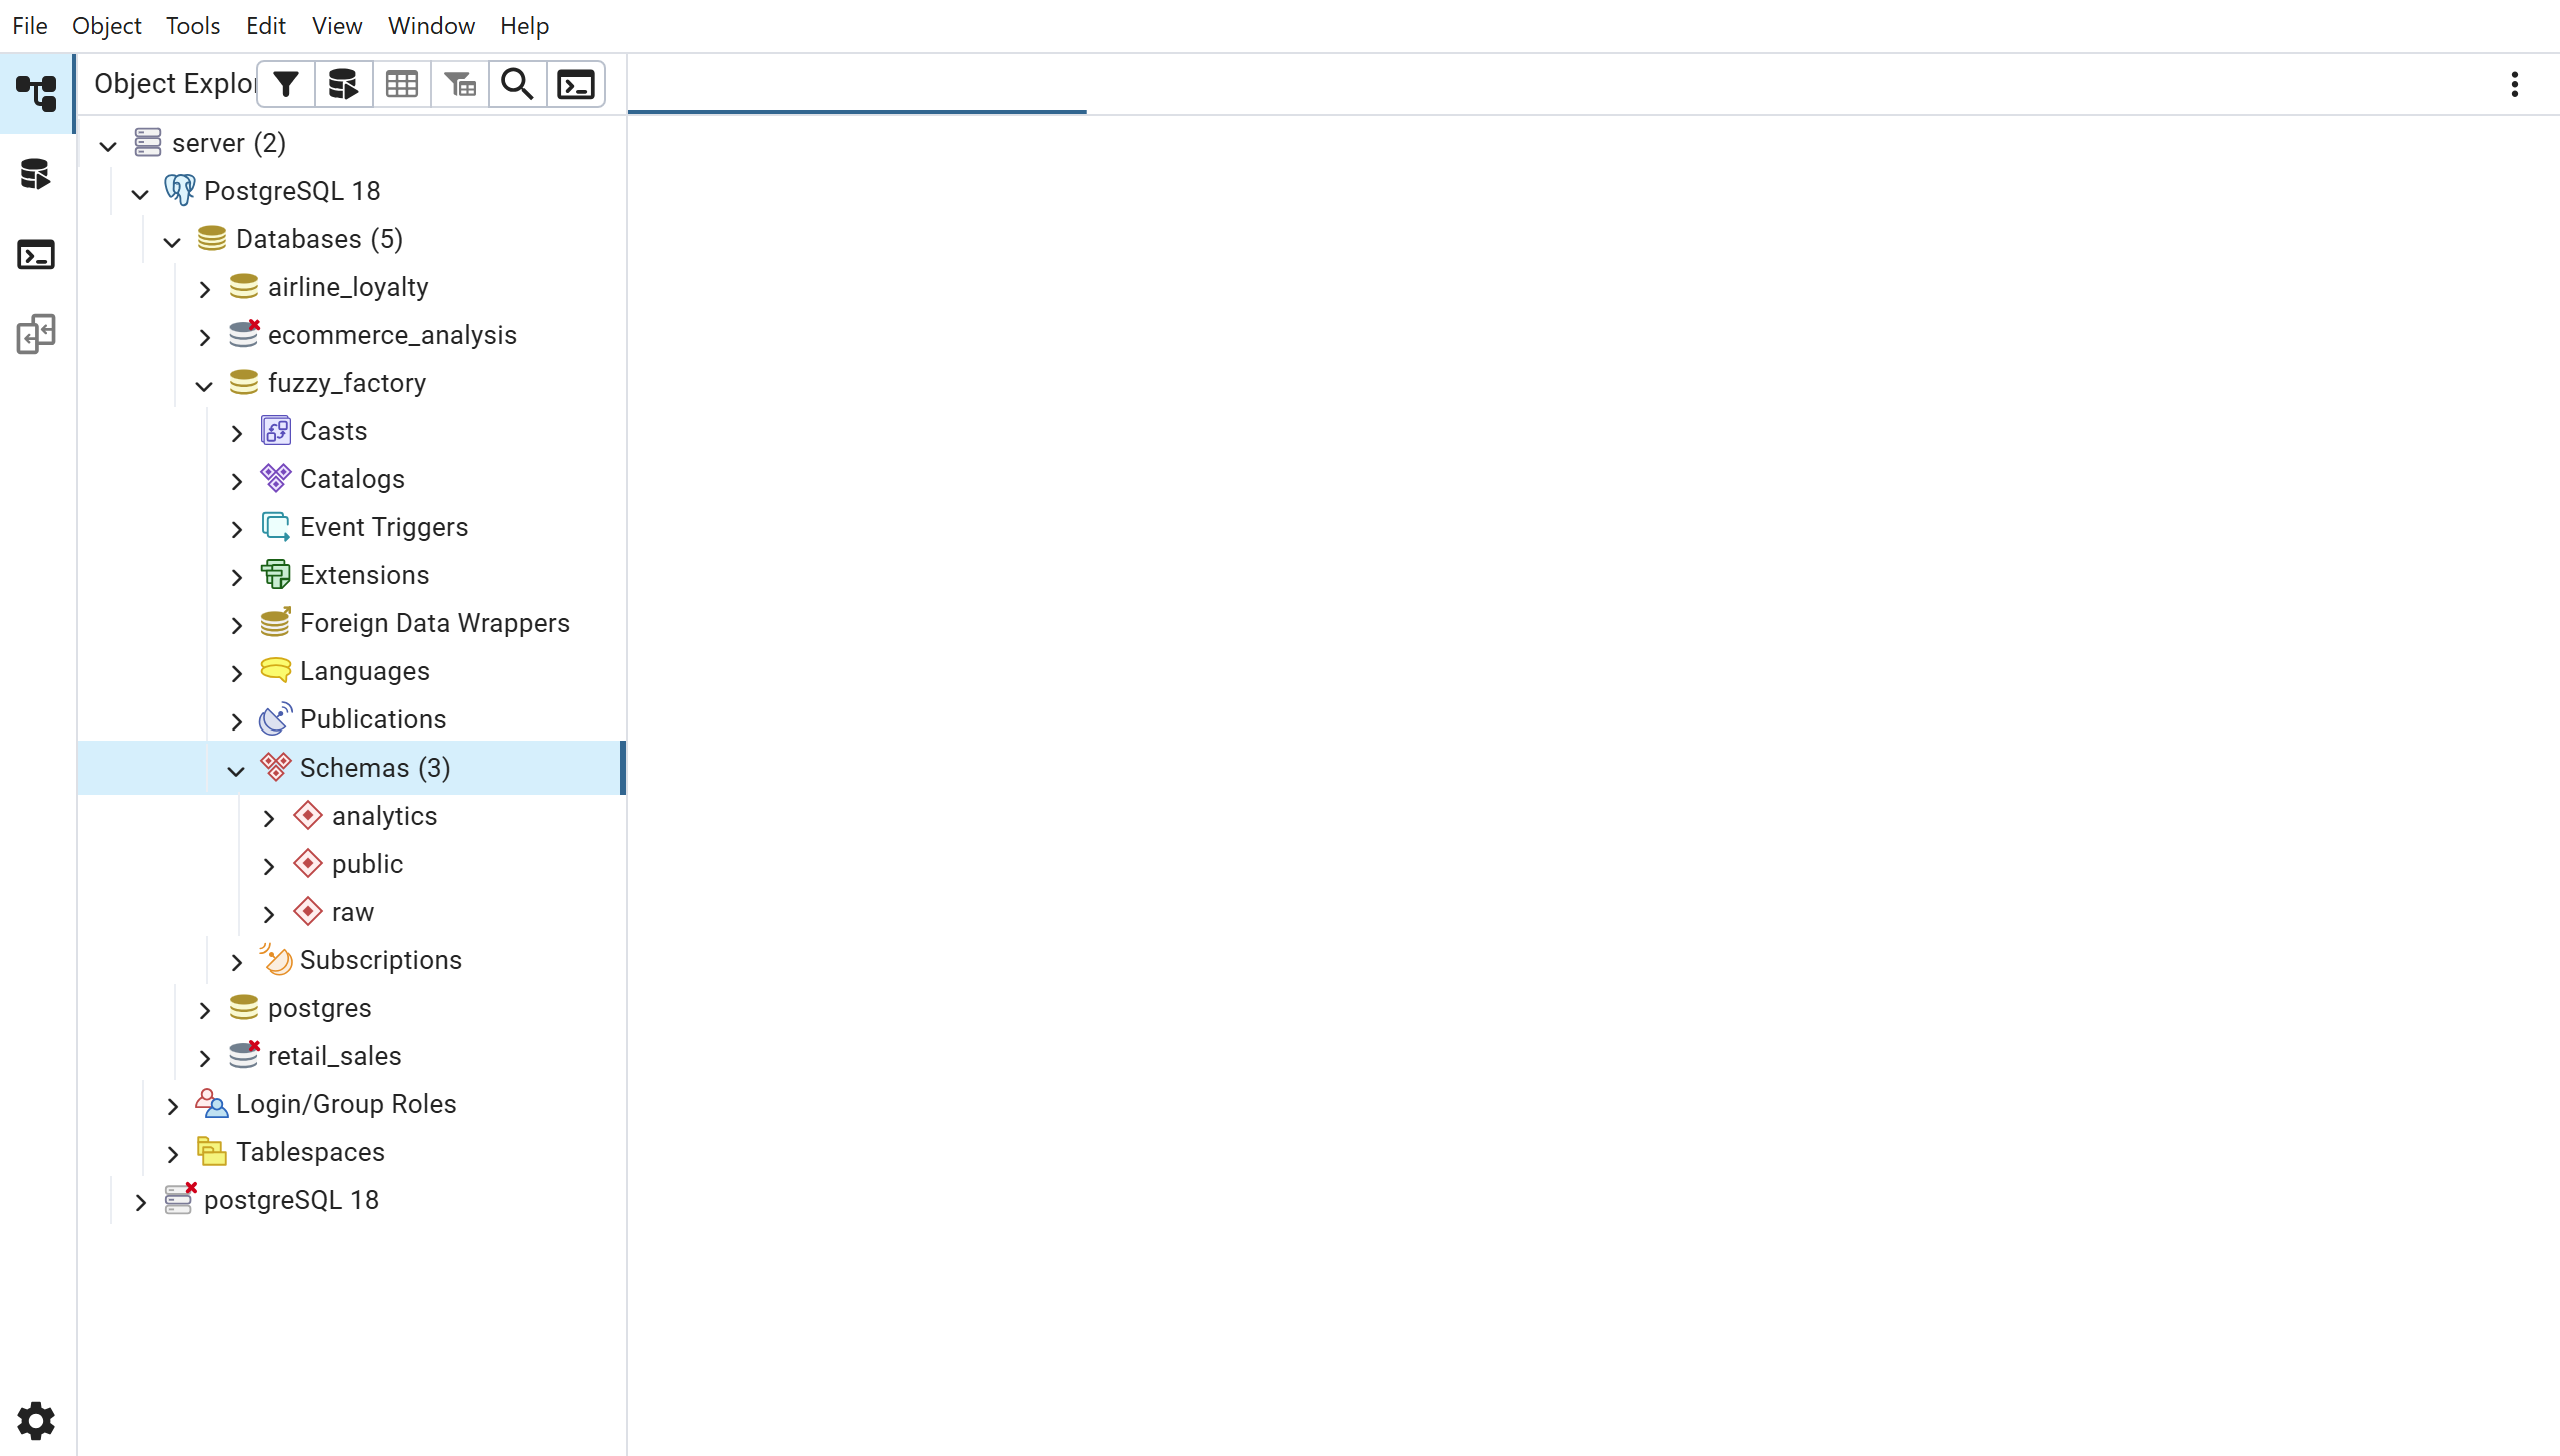 File Object Tools Edit View Window Help
Object Explo
server (2)
PostgreSQL 18
Databases (5)
airline_loyalty
ecommerce_analysis
fuzzy_factory
Casts
Catalogs
Event Triggers
Extensions
Foreign Data Wrappers
Languages
Publications
Schemas (3)
analytics
public
raw
Subscriptions
postgres
retail_sales
Login/Group Roles
Tablespaces
postgreSQL 18